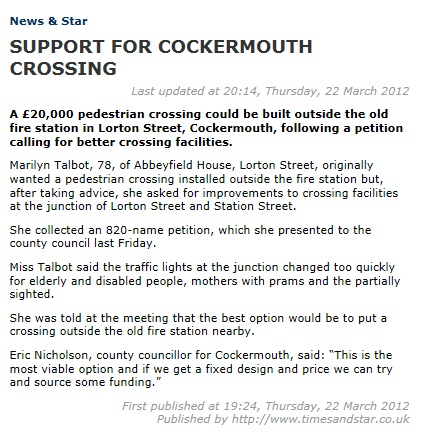 News & Star
SUPPORT FOR COCKERMOUTH
CROSSING
Last updated at 20:14, Thursday, 22 March 2012
A £20,000 pedestrian crossing could be built outside the old
fire station in Lorton Street, Cockermouth, following a petition
calling for better crossing facilities.
Marilyn Talbot, 78, of Abbeyfield House, Lorton Street, originally
wanted a pedestrian crossing installed outside the fire station but,
after taking advice, she asked for improvements to crossing facilities
at the junction of Lorton Street and Station Street.
She collected an 820-name petition, which she presented to the
county council last Friday.
Miss Talbot said the traffic lights at the junction changed too quickly
for elderly and disabled people, mothers with prams and the partially
sighted.
She was told at the meeting that the best option would be to put a
crossing outside the old fire station nearby.
Eric Nicholson, county councillor for Cockermouth, said: “This is the
most viable option and if we get a fixed design and price we can try
and source some funding.”
First published at 19:24, Thursday, 22 March 2012
Published by http://www.timesandstar.co.uk